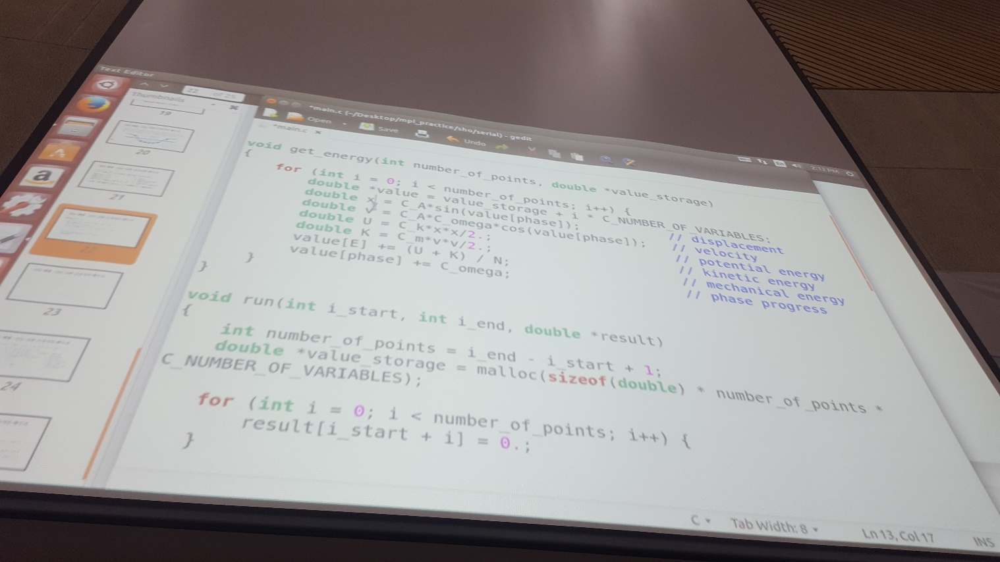 Text Editor
22 of 25
Thumbnails
19
20
21
22
23
24
*main.c (~/Desktop/mpi_practice/sho/serial) - gedit
Open Save Undo
2:12 PM
*main.c ×
void get_energy(int number_of_points, double *value_storage)
{
for (int i = 0; i < number_of_points; i++) {
double *value = value_storage + i * C_NUMBER_OF_VARIABLES;
double x = C_A*sin(value[phase]); // displacement
double v = C_A*C_omega*cos(value[phase]); // velocity
double U = C_k*x*x/2.; // potential energy
double K = C_m*v*v/2.; // kinetic energy
value[E] += (U + K) / N; // mechanical energy
value[phase] += C_omega; // phase progress
}
}
void run(int i_start, int i_end, double *result)
{
int number_of_points = i_end - i_start + 1;
double *value_storage = malloc(sizeof(double) * number_of_points *
C_NUMBER_OF_VARIABLES);
for (int i = 0; i < number_of_points; i++) {
result[i_start + i] = 0.;
}
C Tab Width: 8 Ln 13, Col 17 INS